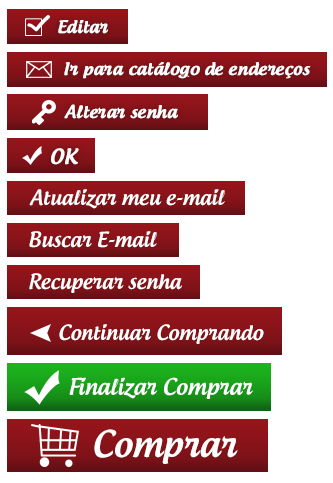 Editar
Ir para catálogo de endereços
Alterar senha
OK
Atualizar meu e-mail
Buscar E-mail
Recuperar senha
Continuar Comprando
Finalizar Comprar
Comprar